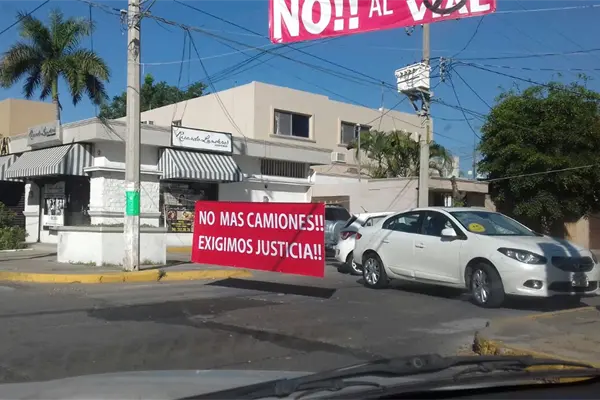 NO!! AL
NO MAS CAMIONES!!
EXIGIMOS JUSTICIA!!